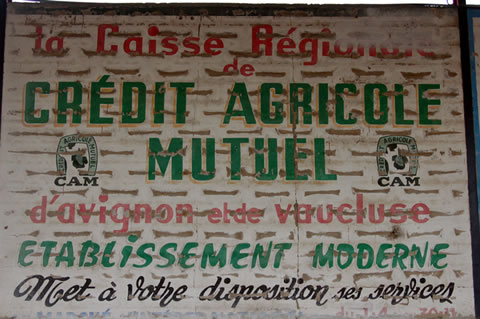 la Caisse Régionale
de
CRÉDIT AGRICOLE
MUTUEL
CAM
CAM
d'avignon et de vaucluse
ETABLISSEMENT MODERNE
Met à votre disposition ses services